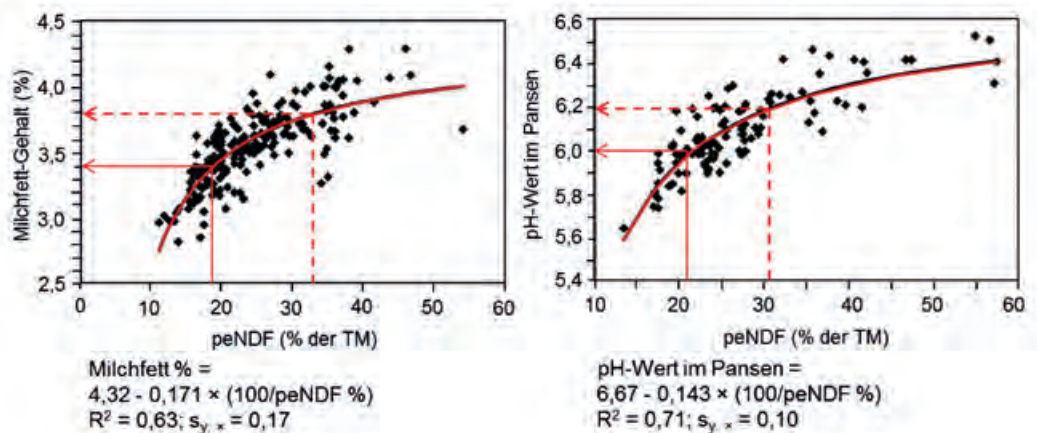 4,5
4,0
3,5
3,0
2,5
Milchfett-Gehalt (%)
0 10 20 30 40 50 60
peNDF (% der TM)
Milchfett % =
4,32 - 0,171 × (100/peNDF %)
R² = 0,63; sy, x = 0,17
6,6
6,4
6,2
6,0
5,8
5,6
5,4
pH-Wert im Pansen
10 20 30 40 50 60
peNDF (% der TM)
pH-Wert im Pansen =
6,67 - 0,143 × (100/peNDF %)
R² = 0,71; sy, x = 0,10